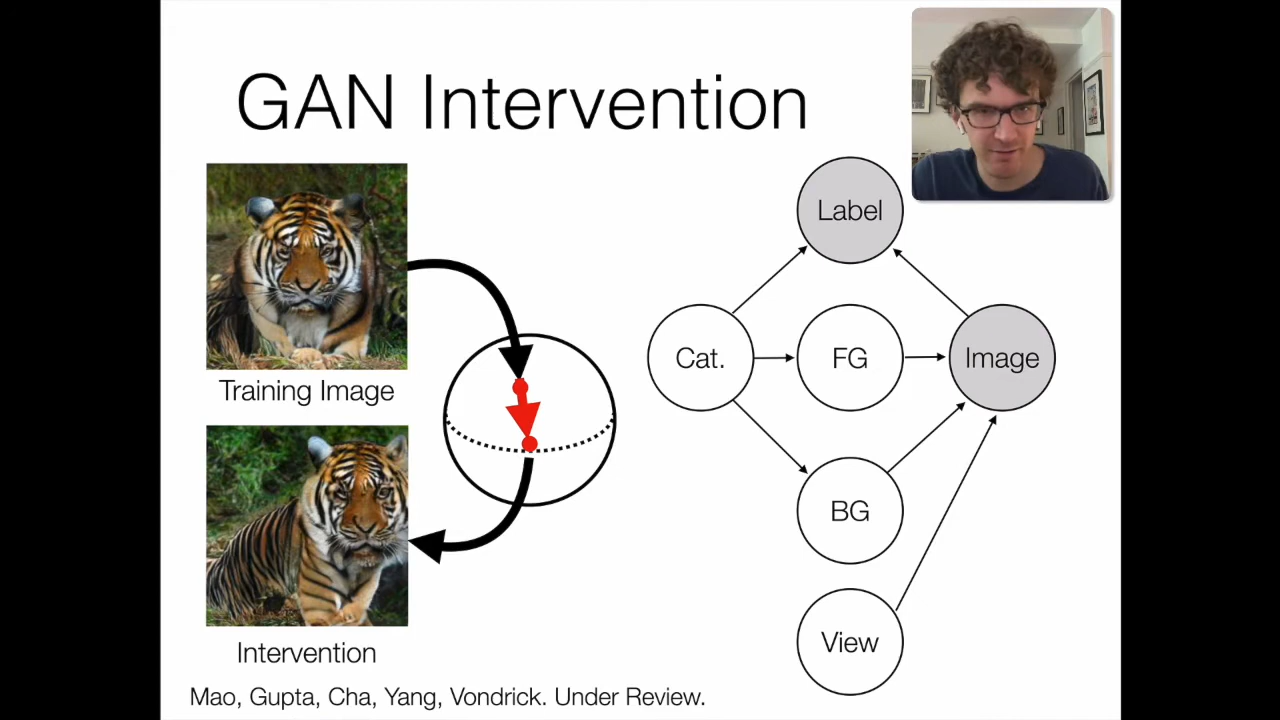 GAN Intervention
Training Image
Intervention
Label
Cat.
FG
Image
BG
View
Mao, Gupta, Cha, Yang, Vondrick. Under Review.